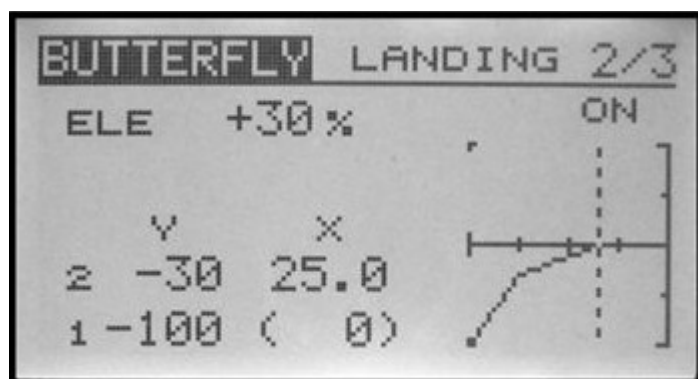 BUTTERFLY LANDING 2/3
ELE +30% ON
Y X
2 -30 25.0
1 -100 ( 0)